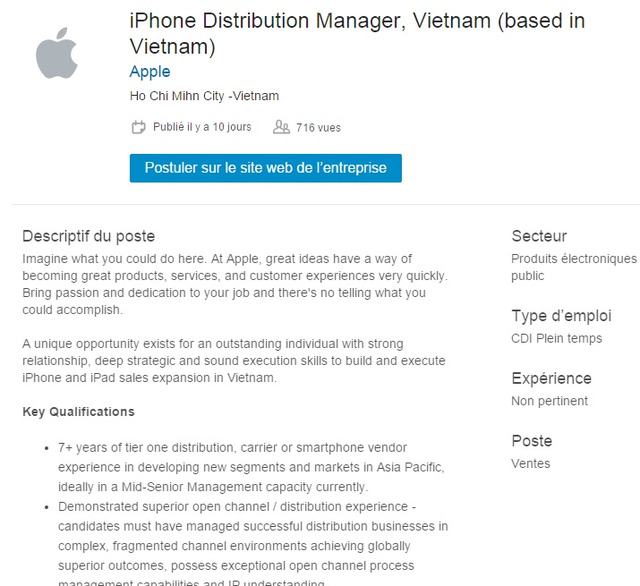 iPhone Distribution Manager, Vietnam (based in
Vietnam)
Apple
Ho Chi Mihn City -Vietnam
Publié il y a 10 jours 716 vues
Postuler sur le site web de l’entreprise
Descriptif du poste
Imagine what you could do here. At Apple, great ideas have a way of
becoming great products, services, and customer experiences very quickly.
Bring passion and dedication to your job and there's no telling what you
could accomplish.
A unique opportunity exists for an outstanding individual with strong
relationship, deep strategic and sound execution skills to build and execute
iPhone and iPad sales expansion in Vietnam.
Key Qualifications
• 7+ years of tier one distribution, carrier or smartphone vendor
experience in developing new segments and markets in Asia Pacific,
ideally in a Mid-Senior Management capacity currently.
• Demonstrated superior open channel / distribution experience -
candidates must have managed successful distribution businesses in
complex, fragmented channel environments achieving globally
superior outcomes, possess exceptional open channel process
management capabilities and IR understanding
Secteur
Produits électroniques
public
Type d’emploi
CDI Plein temps
Expérience
Non pertinent
Poste
Ventes